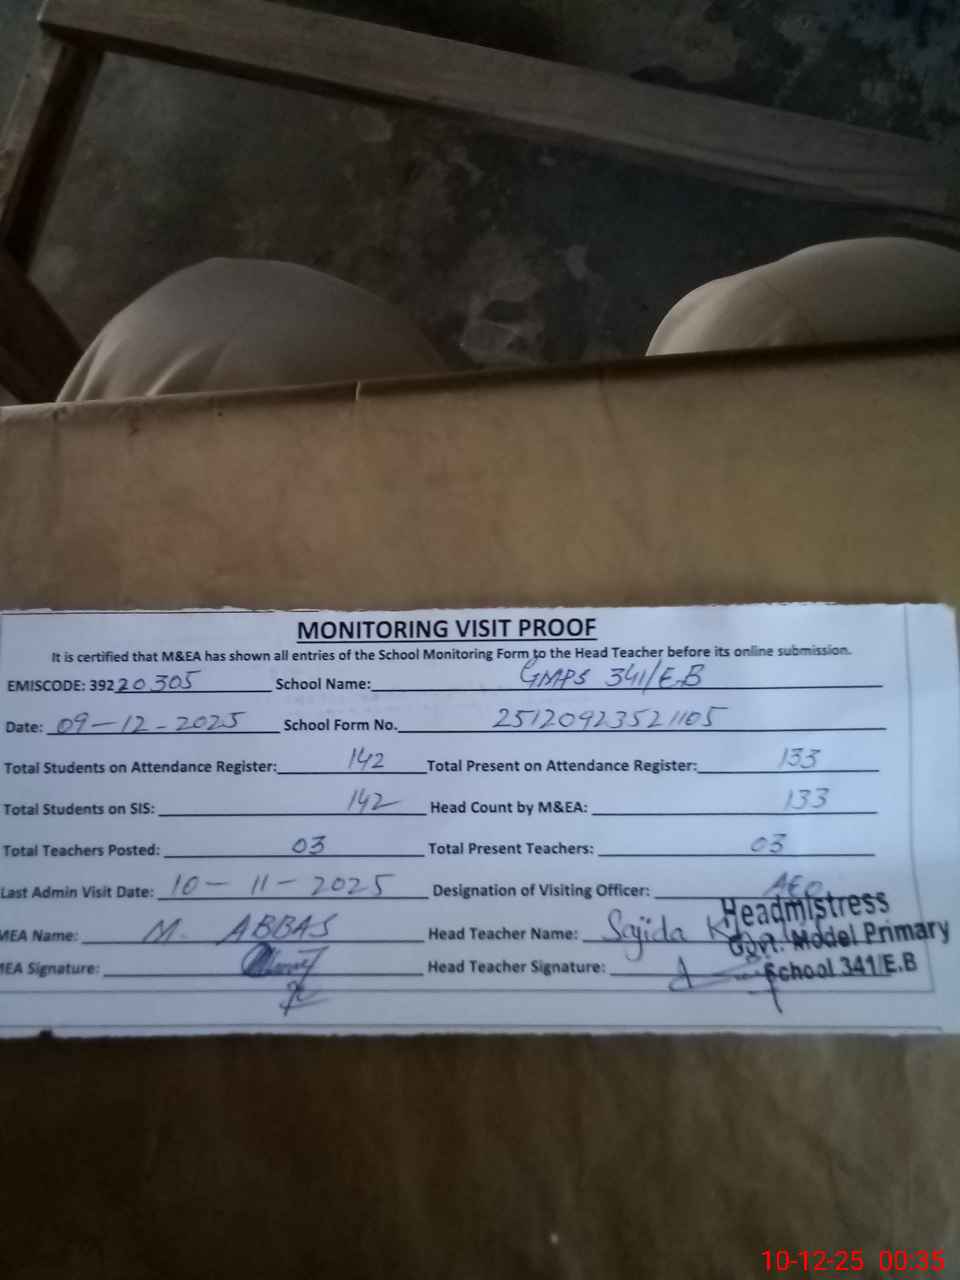 MONITORING VISIT PROOF
It is certified that M&EA has shown all entries of the School Monitoring Form to the Head Teacher before its online submission.
EMISCODE: 39220305 School Name: GMPS 341/E.B
Date: 09-12-2025 School Form No. 25120923521105
Total Students on Attendance Register: 142 Total Present on Attendance Register: 133
Total Students on SIS: 142 Head Count by M&EA: 133
Total Teachers Posted: 03 Total Present Teachers: 03
Last Admin Visit Date: 10-11-2025 Designation of Visiting Officer: AEO
MEA Name: M. ABBAS Head Teacher Name: Sajida
MEA Signature: Head Teacher Signature:
Headmistress
Govt. Model Primary
School 341/E.B
10-12-25 00:35